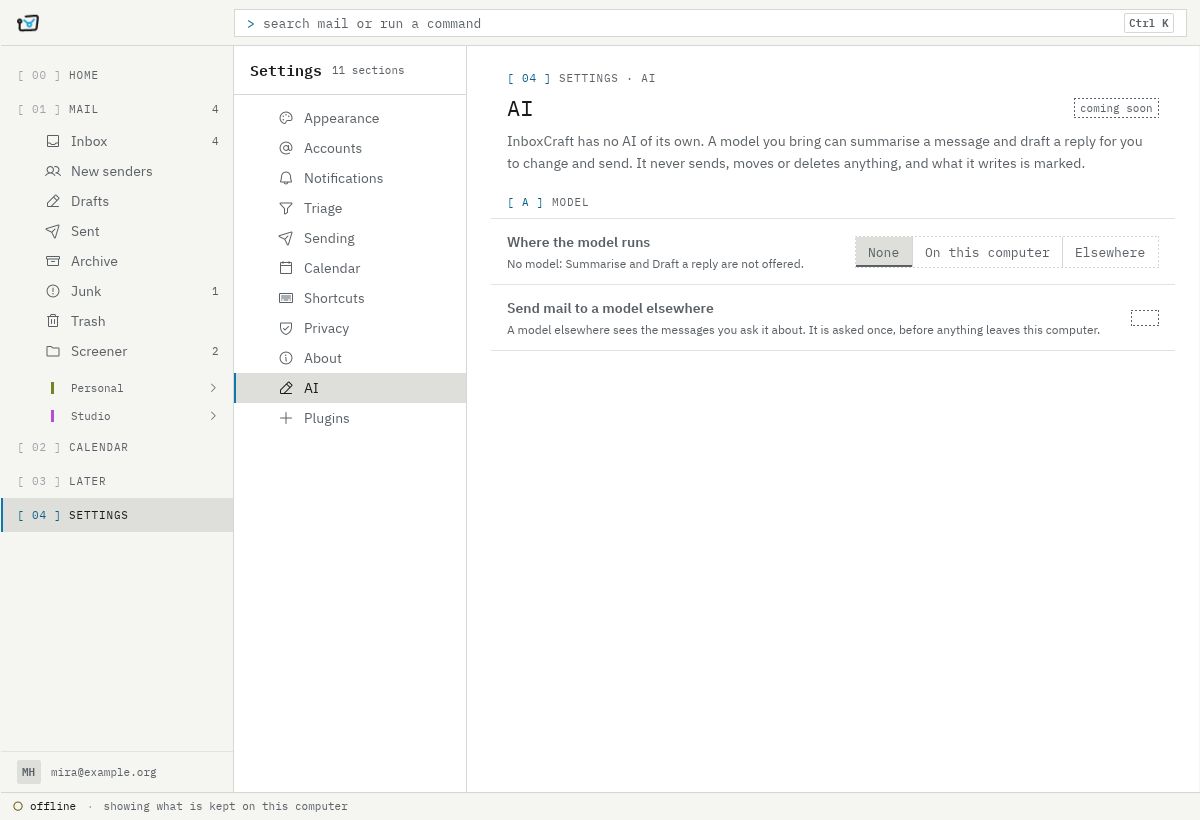 > search mail or run a command
Ctrl K
[ 00 ] HOME
[ 01 ] MAIL 4
Inbox 4
New senders
Drafts
Sent
Archive
Junk 1
Trash
Screener 2
Personal
Studio
[ 02 ] CALENDAR
[ 03 ] LATER
[ 04 ] SETTINGS
MH mira@example.org
Settings 11 sections
Appearance
Accounts
Notifications
Triage
Sending
Calendar
Shortcuts
Privacy
About
AI
Plugins
[ 04 ] SETTINGS · AI
AI
coming soon
InboxCraft has no AI of its own. A model you bring can summarise a message and draft a reply for you
to change and send. It never sends, moves or deletes anything, and what it writes is marked.
[ A ] MODEL
Where the model runs
No model: Summarise and Draft a reply are not offered.
None On this computer Elsewhere
Send mail to a model elsewhere
A model elsewhere sees the messages you ask it about. It is asked once, before anything leaves this computer.
offline · showing what is kept on this computer